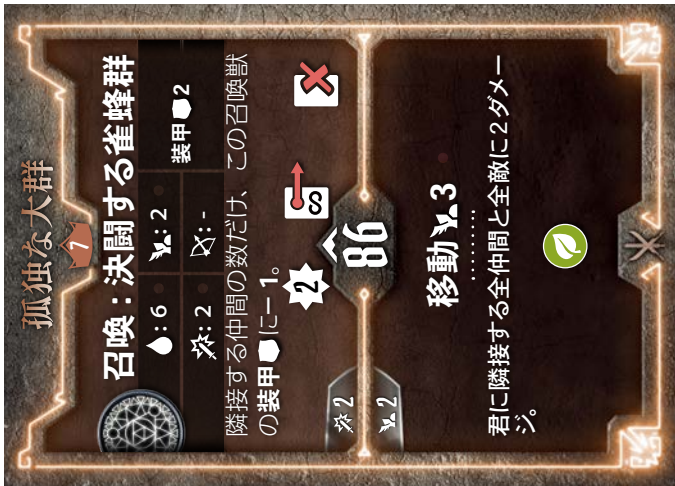 孤独な大群
7
召喚：決闘する雀蜂群
: 6
: 2
装甲 2
: 2
: -
隣接する仲間の数だけ、この召喚獣
の装甲に－1。
2
∞
2
86
2
移動 3
君に隣接する全仲間と全敵に2ダメー
ジ。